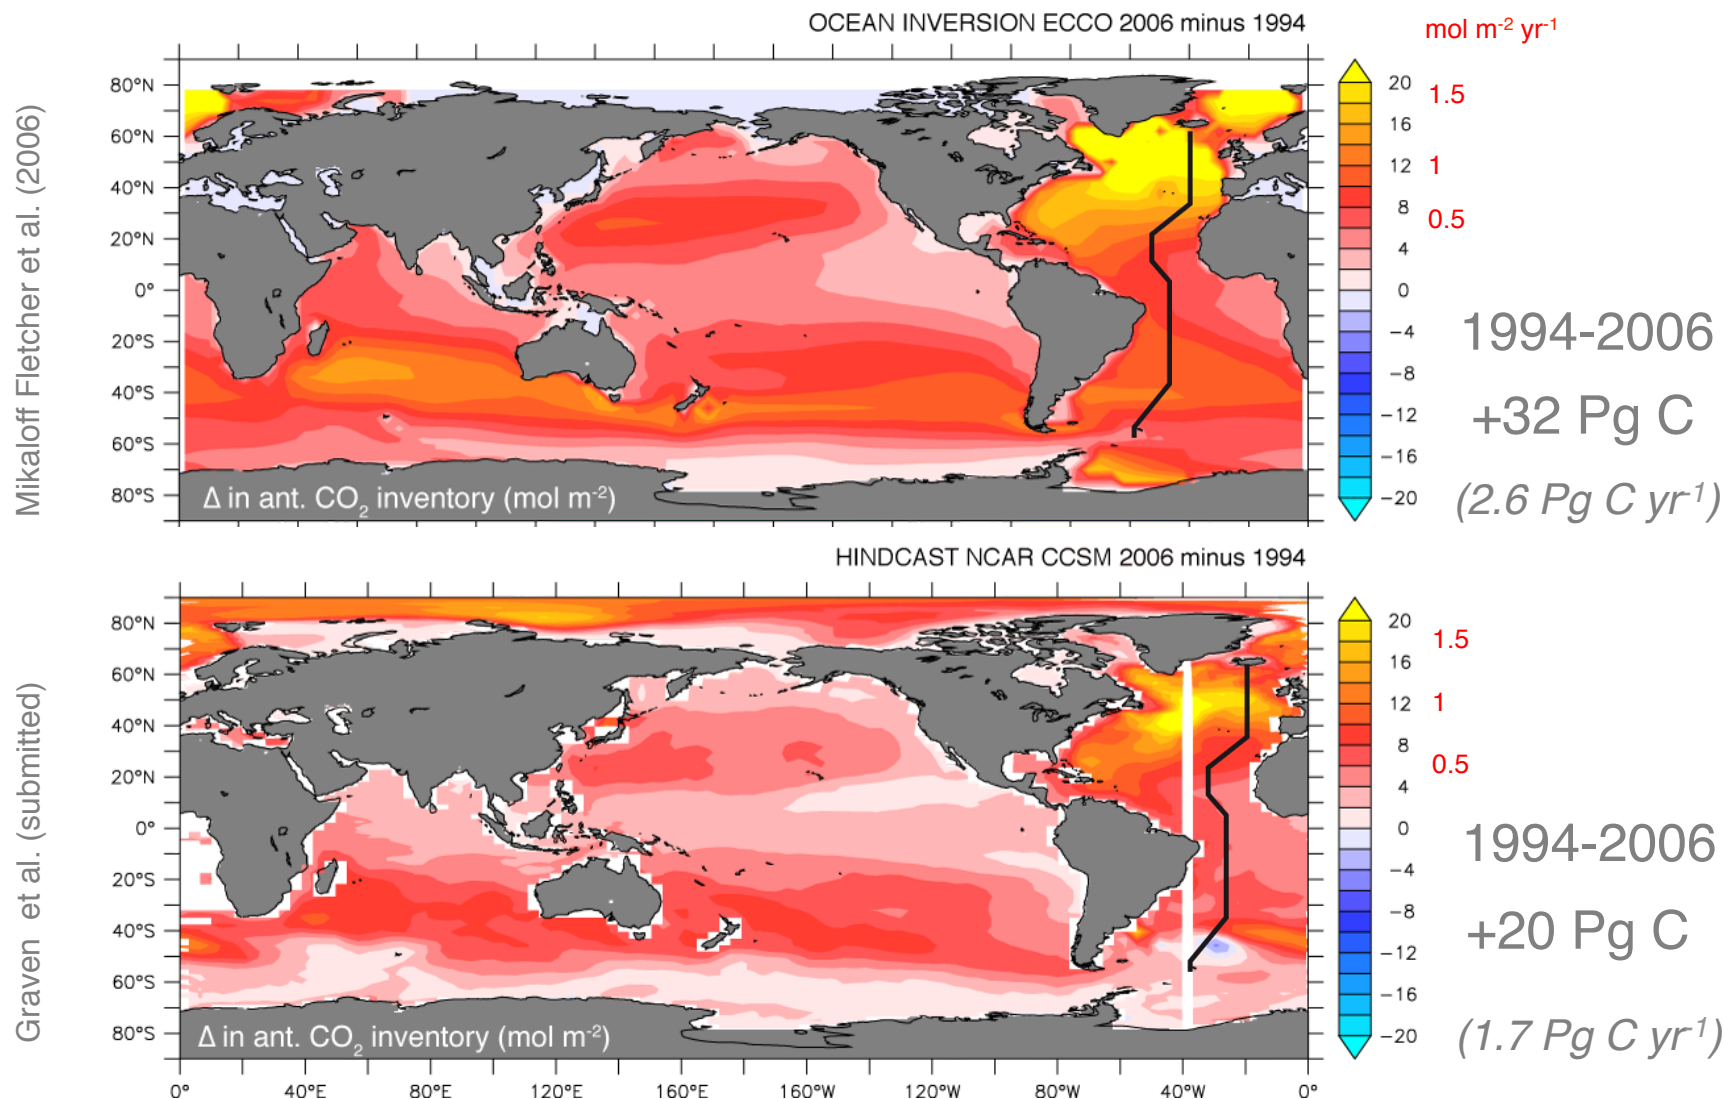 OCEAN INVERSION ECCO 2006 minus 1994
mol m-2 yr-1
Mikaloff Fletcher et al. (2006)
80°N
60°N
40°N
20°N
0°
20°S
40°S
60°S
80°S
Δ in ant. CO2 inventory (mol m-2)
20
16
12
8
4
0
−4
−8
−12
−16
−20
1.5
1
0.5
1994-2006
+32 Pg C
(2.6 Pg C yr-1)
HINDCAST NCAR CCSM 2006 minus 1994
Graven et al. (submitted)
80°N
60°N
40°N
20°N
0°
20°S
40°S
60°S
80°S
Δ in ant. CO2 inventory (mol m-2)
0°
40°E
80°E
120°E
160°E
160°W
120°W
80°W
40°W
0°
20
16
12
8
4
0
−4
−8
−12
−16
−20
1.5
1
0.5
1994-2006
+20 Pg C
(1.7 Pg C yr-1)